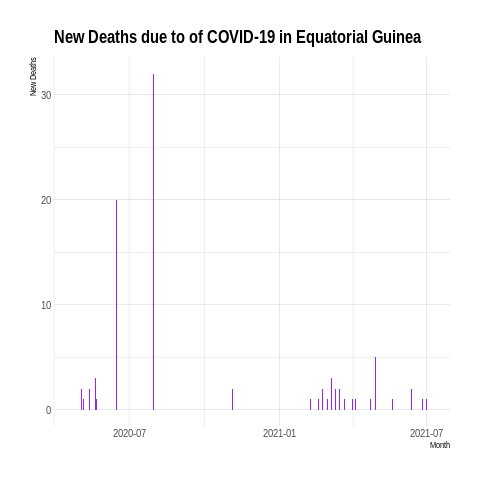 New Deaths due to of COVID-19 in Equatorial Guinea
New Deaths
30
20
10
0
2020-07
2021-01
2021-07
Month